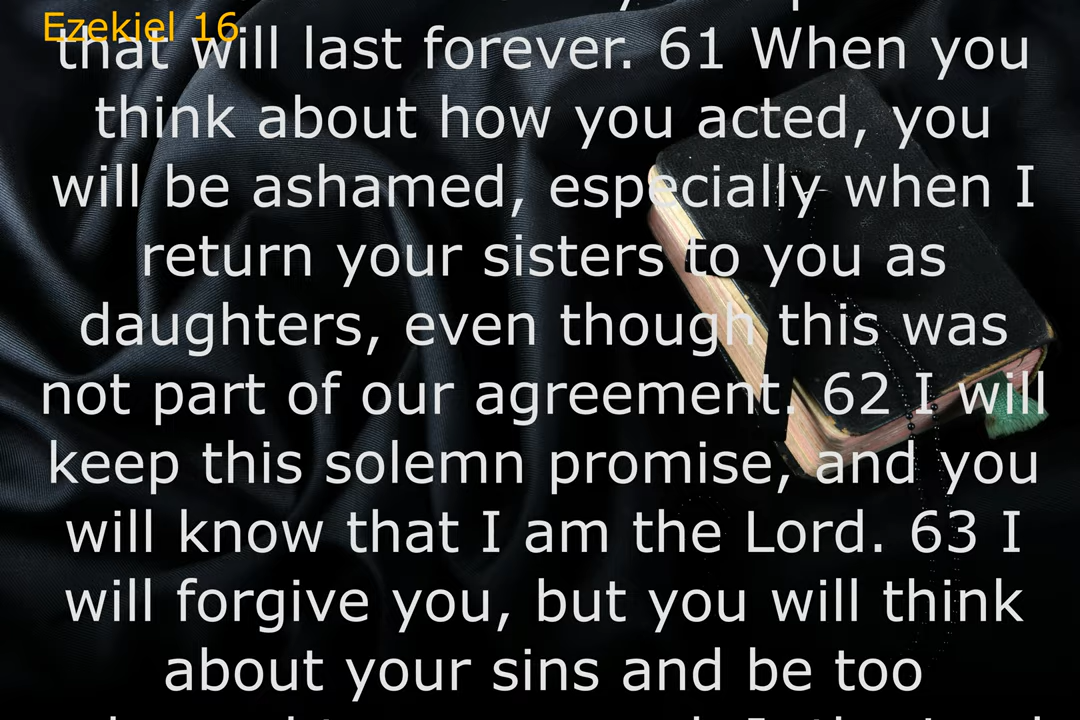 Ezekiel 16
that will last forever. 61 When you
think about how you acted, you
will be ashamed, especially when I
return your sisters to you as
daughters, even though this was
not part of our agreement. 62 I will
keep this solemn promise, and you
will know that I am the Lord. 63 I
will forgive you, but you will think
about your sins and be too